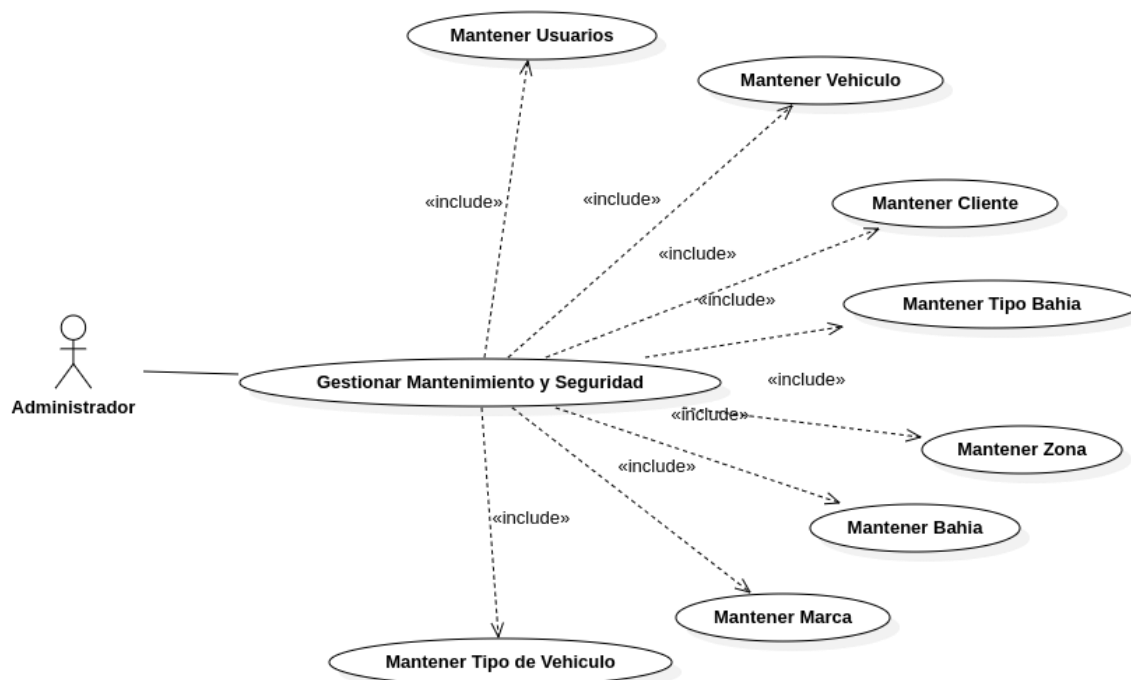 Mantener Usuarios
Mantener Vehiculo
«include»
«include»
Mantener Cliente
«include»
«include»
Mantener Tipo Bahia
Gestionar Mantenimiento y Seguridad
«include»
Administrador
«include»
Mantener Zona
«include»
«include»
Mantener Bahia
Mantener Marca
Mantener Tipo de Vehiculo